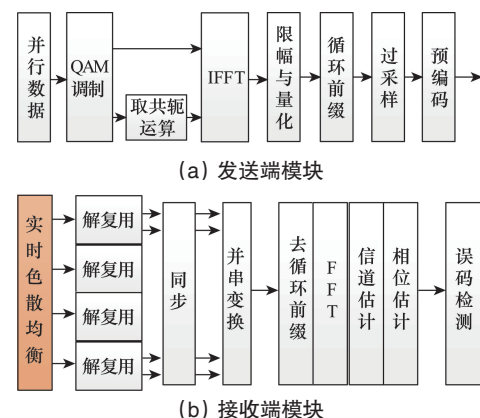 并行数据
QAM
调制
取共轭
运算
IFFT
限幅与量化
循环前缀
过采样
预编码
(a) 发送端模块
实时色散均衡
解复用
解复用
解复用
解复用
同步
并串变换
去循环前缀
FFT
信道估计
相位估计
误码检测
(b) 接收端模块